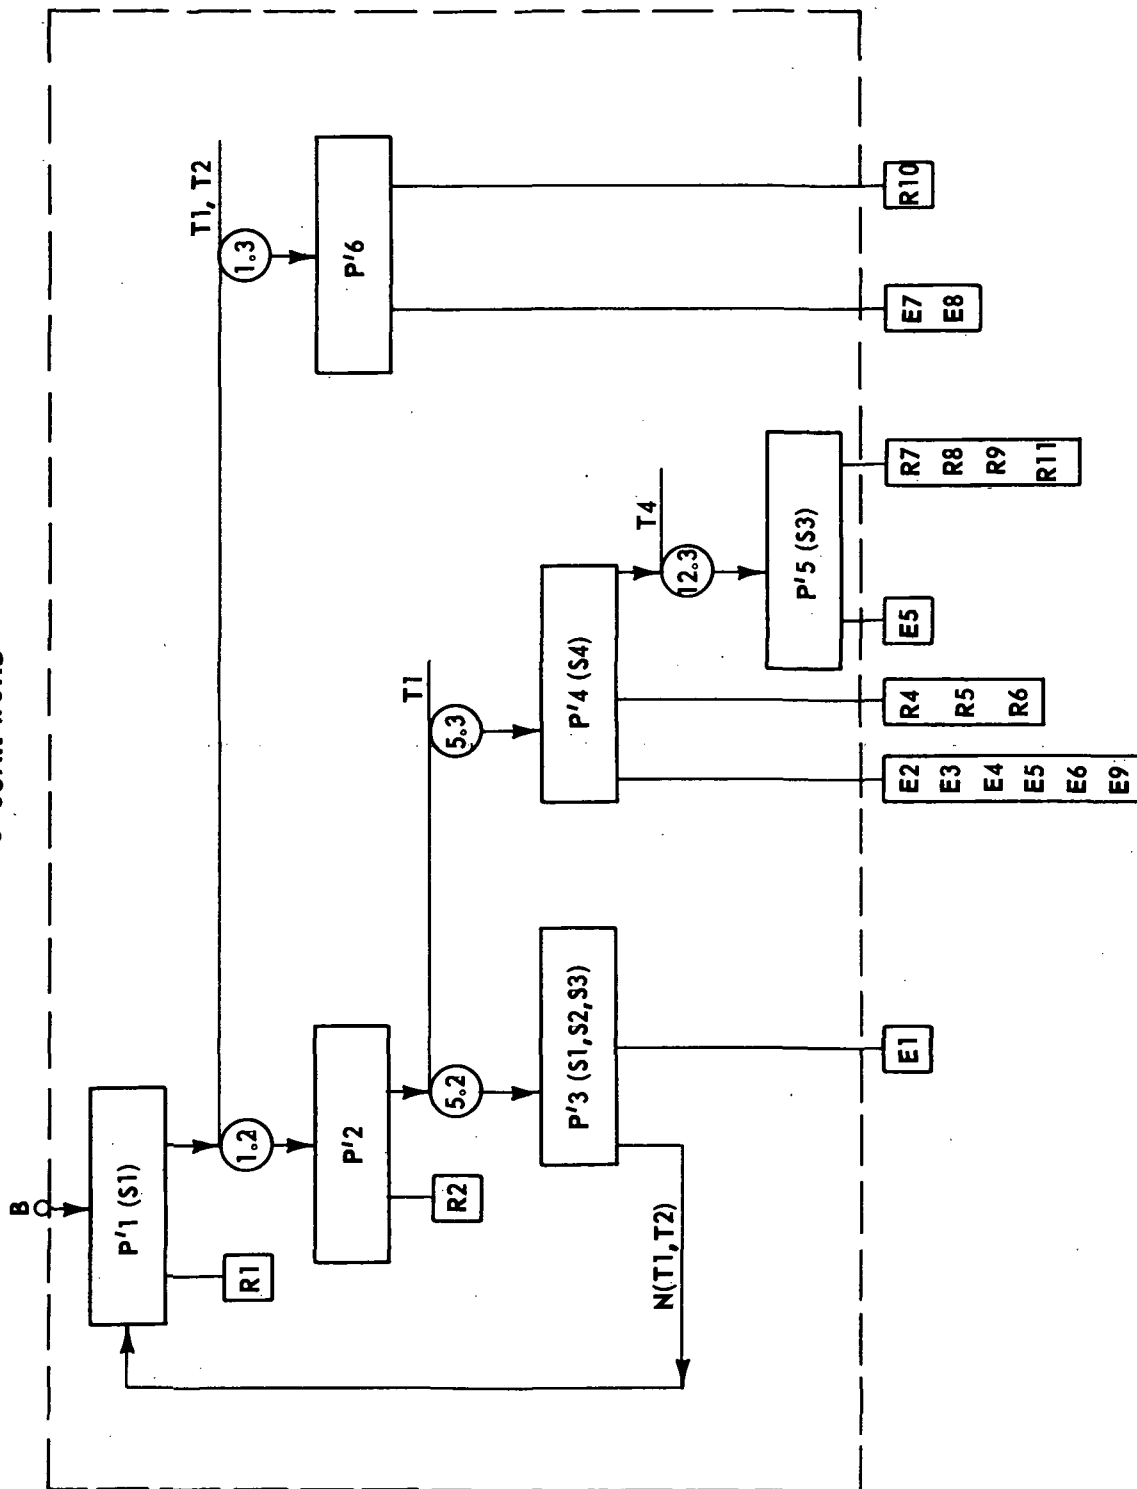 B
P'1 (S1)
R1
1.2
T1, T2
1.3
P'2
P'6
R2
5.2
T1
5.3
P'3 (S1,S2,S3)
P'4 (S4)
N(T1,T2)
T4
12.3
P'5 (S3)
E1
E2
E3
E4
E5
E6
E9
R4
R5
R6
E5
R7
R8
R9
R11
E7
E8
R10